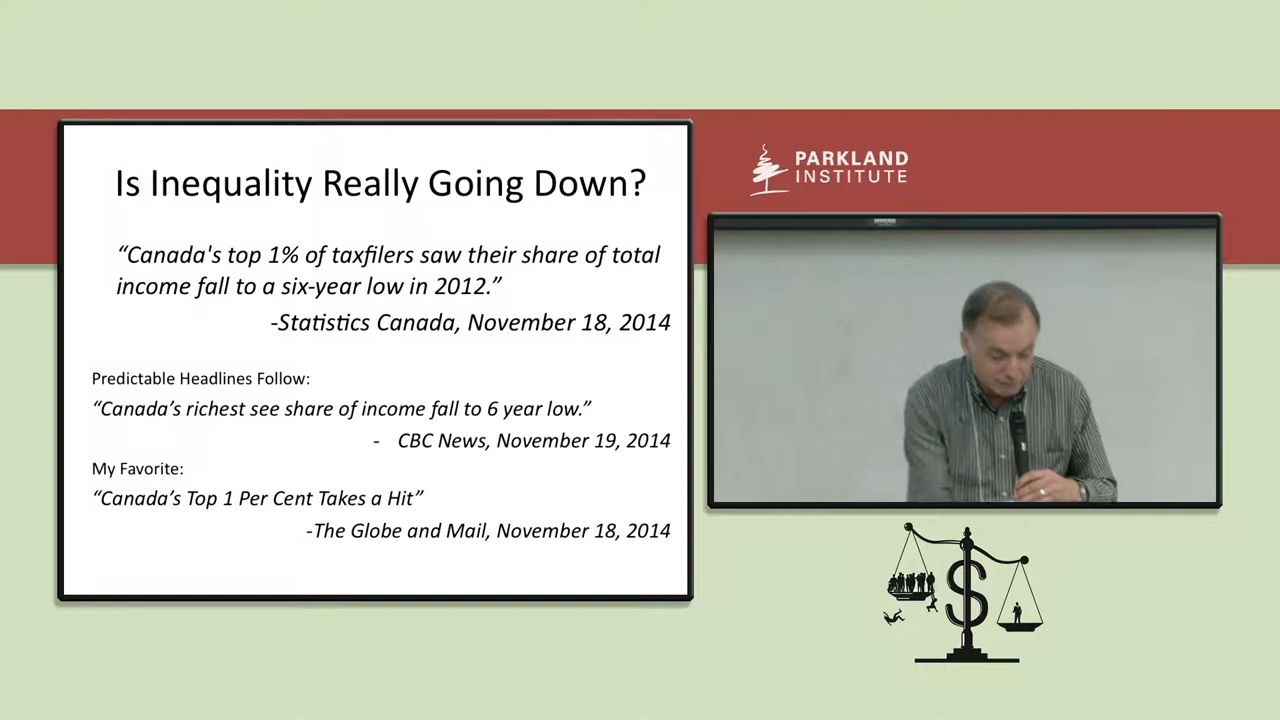 Is Inequality Really Going Down?
“Canada's top 1% of taxfilers saw their share of total
income fall to a six-year low in 2012.”
-Statistics Canada, November 18, 2014
Predictable Headlines Follow:
“Canada’s richest see share of income fall to 6 year low.”
- CBC News, November 19, 2014
My Favorite:
“Canada’s Top 1 Per Cent Takes a Hit”
-The Globe and Mail, November 18, 2014
PARKLAND
INSTITUTE
$